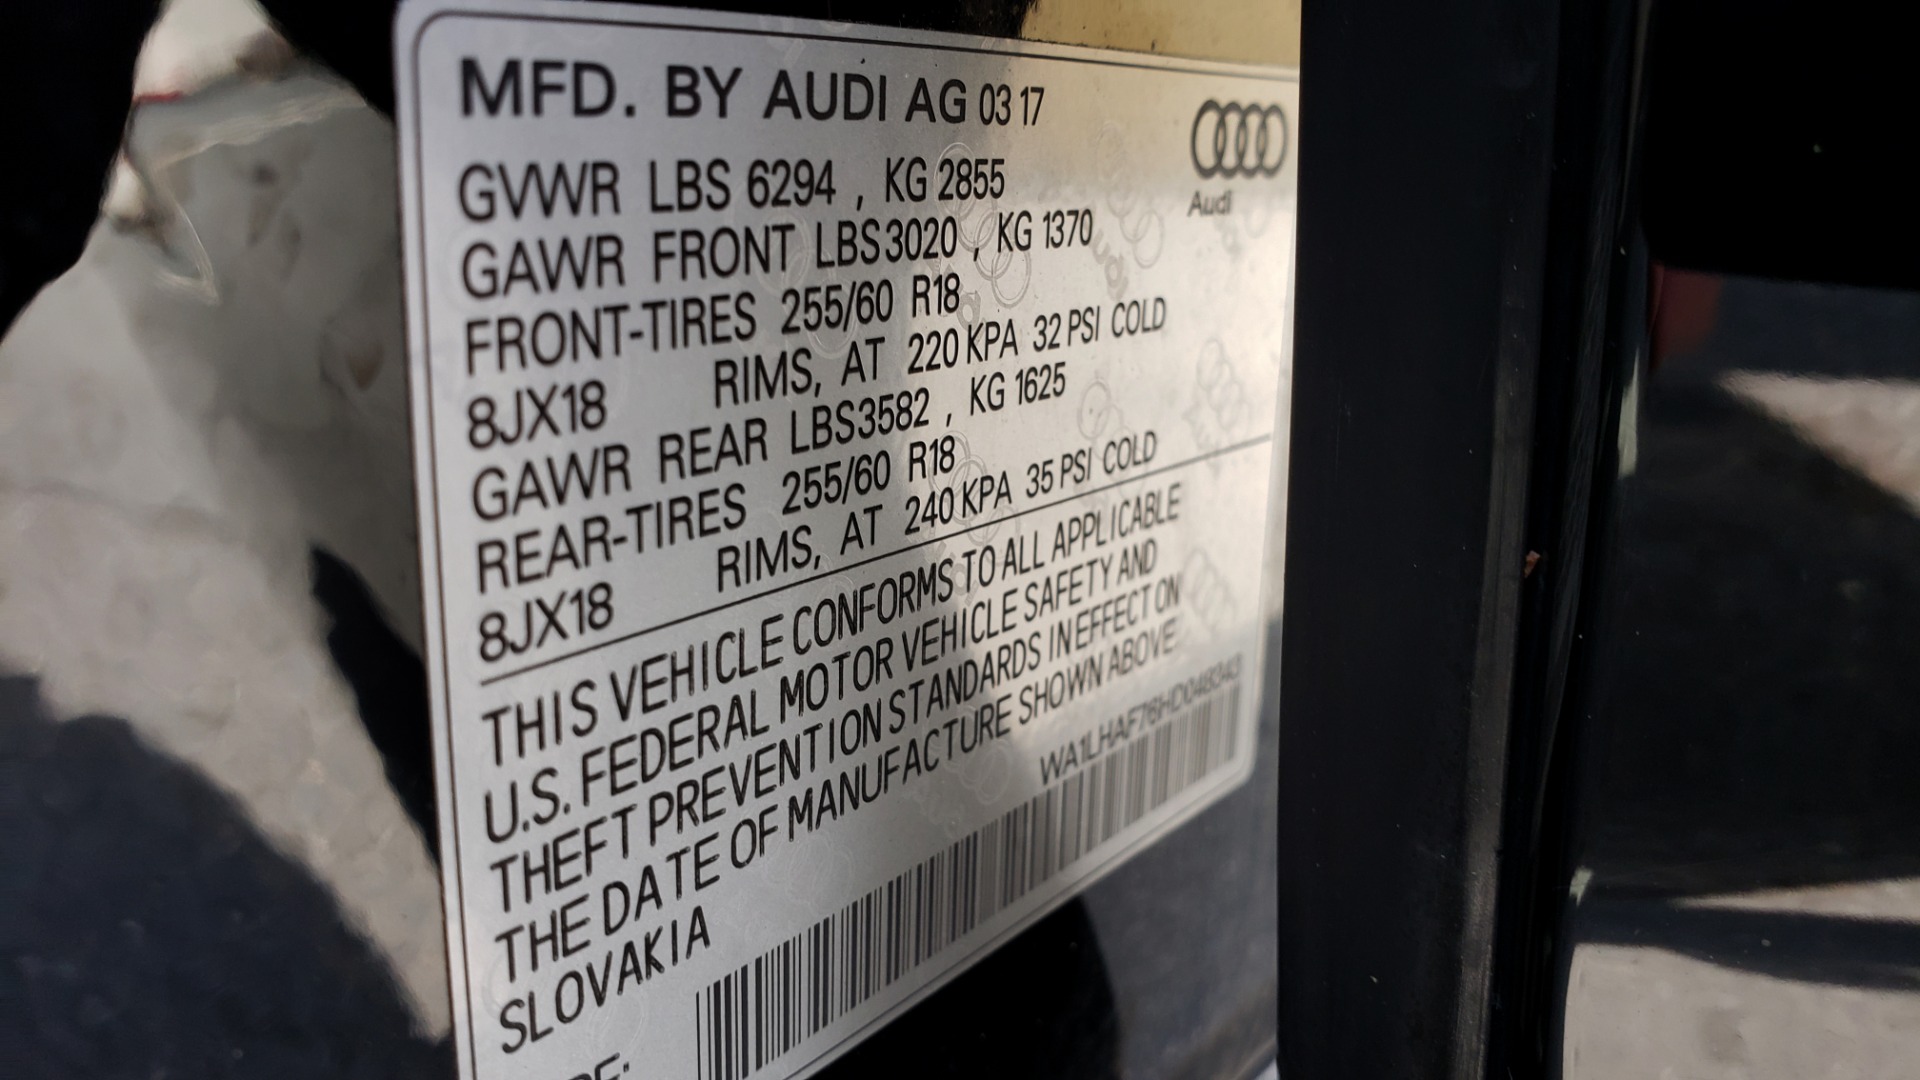 MFD. BY AUDI AG 03 17
Audi
GVWR LBS 6294 , KG 2855
GAWR FRONT LBS3020 , KG 1370
FRONT-TIRES 255/60 R18
8JX18 RIMS, AT 220 KPA 32 PSI COLD
GAWR REAR LBS3582 , KG 1625
REAR-TIRES 255/60 R18
8JX18 RIMS, AT 240 KPA 35 PSI COLD
THIS VEHICLE CONFORMS TO ALL APPLICABLE
U.S. FEDERAL MOTOR VEHICLE SAFETY AND
THEFT PREVENTION STANDARDS IN EFFECT ON
THE DATE OF MANUFACTURE SHOWN ABOVE
SLOVAKIA